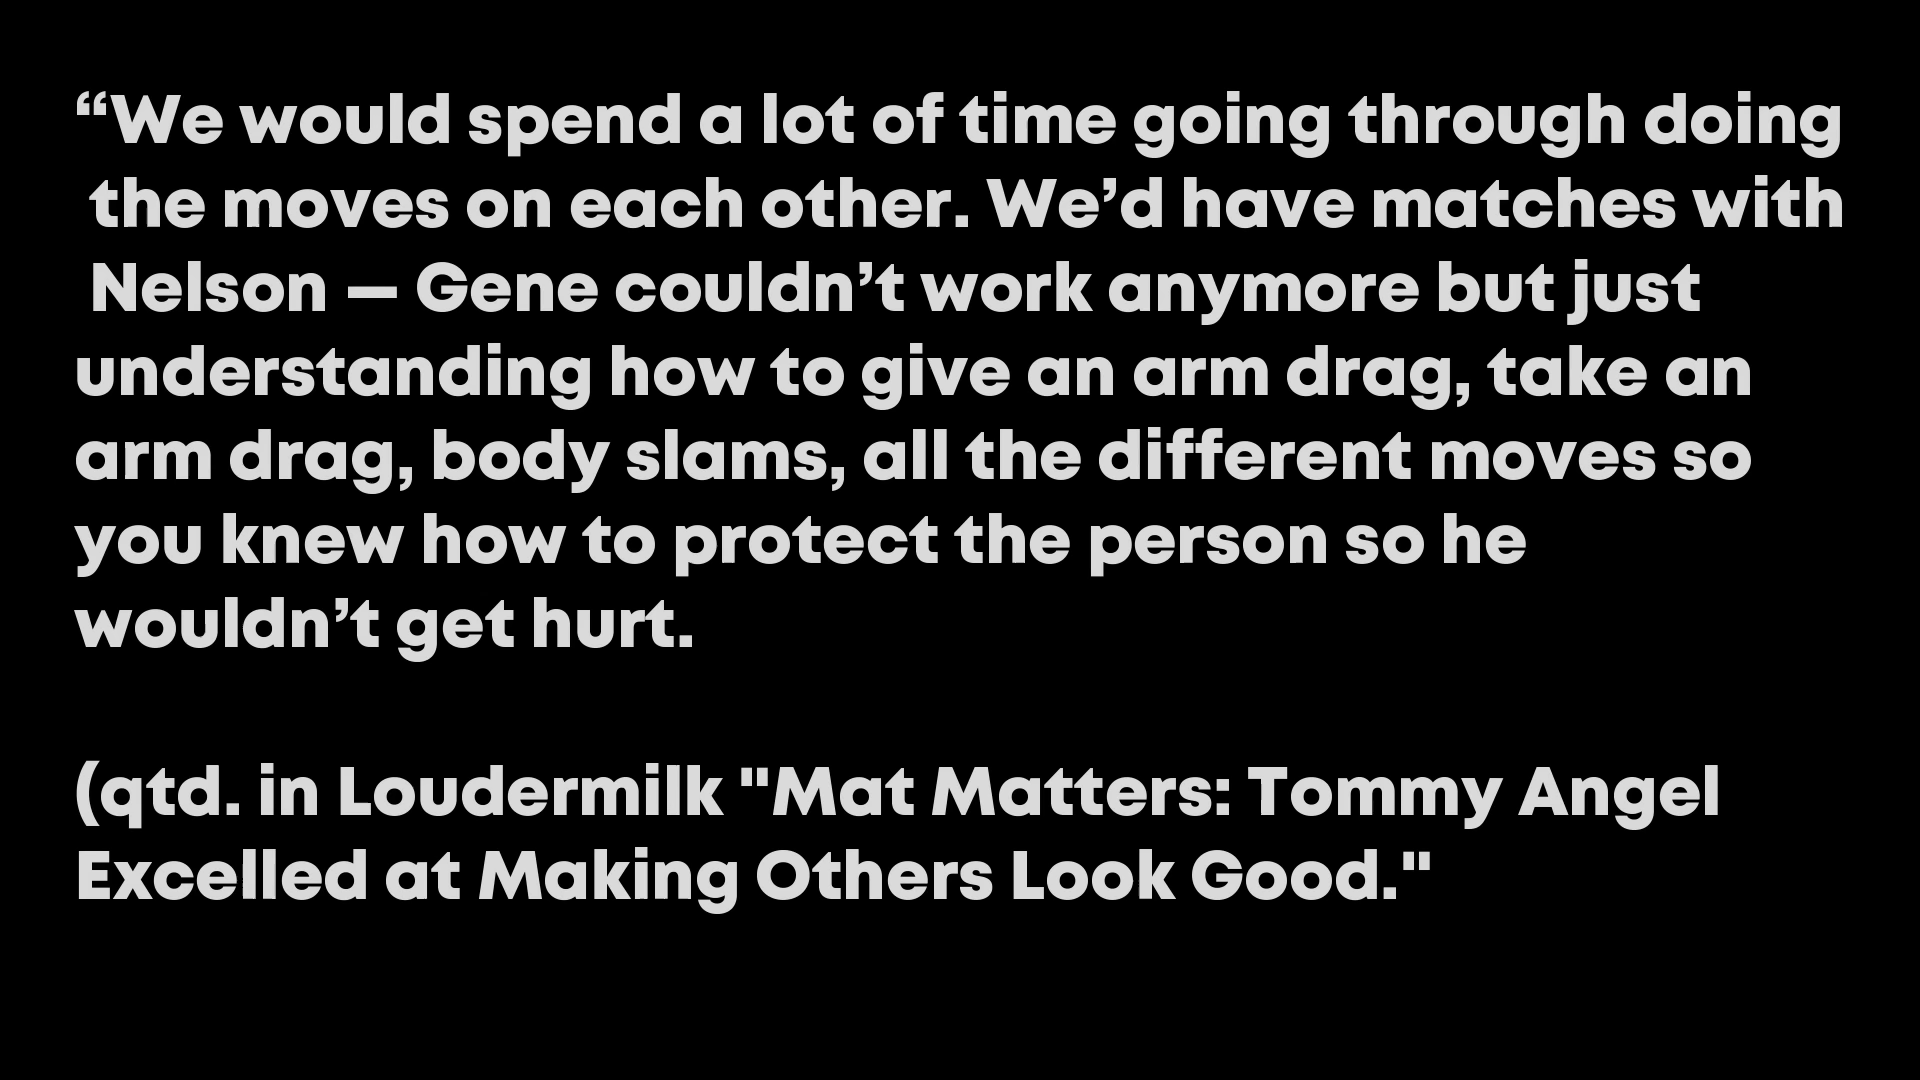 “We would spend a lot of time going through doing
the moves on each other. We’d have matches with
Nelson — Gene couldn’t work anymore but just
understanding how to give an arm drag, take an
arm drag, body slams, all the different moves so
you knew how to protect the person so he
wouldn’t get hurt.
(qtd. in Loudermilk "Mat Matters: Tommy Angel
Excelled at Making Others Look Good."